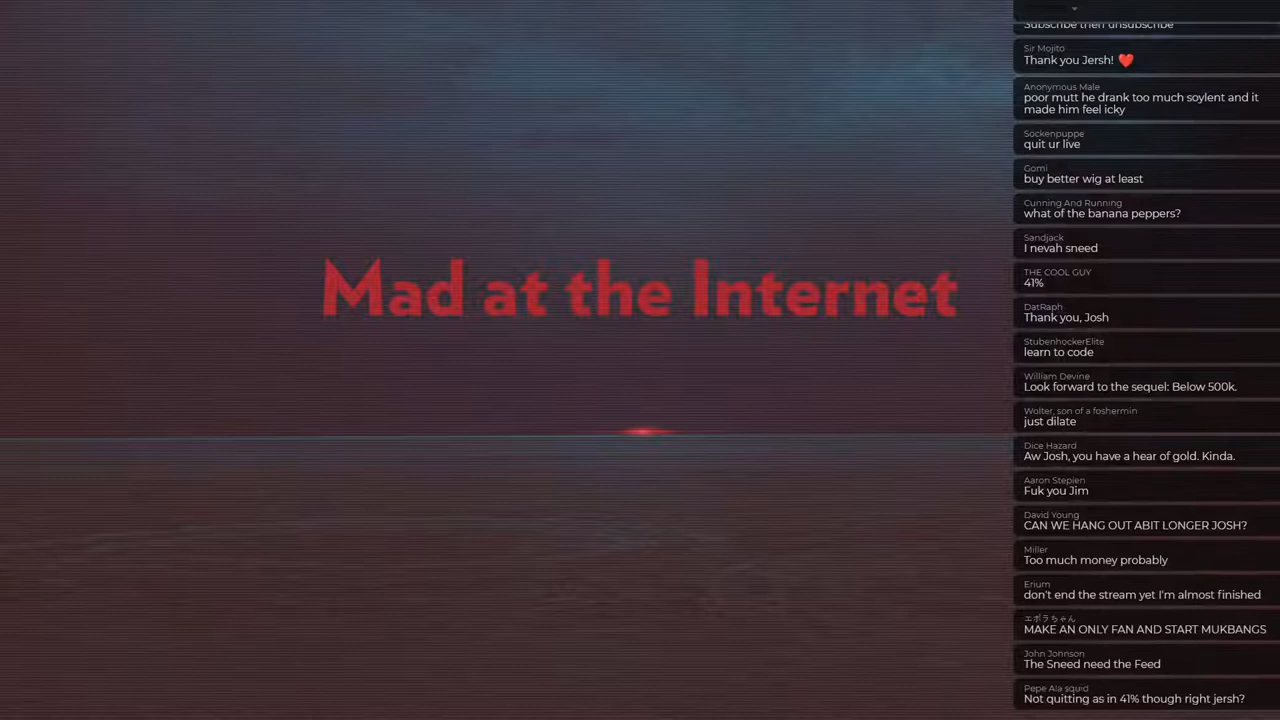 Mad at the Internet
Subscribe then unsubscribe
Sir Mojito
Thank you Jersh! ❤️
Anonymous Male
poor mutt he drank too much soylent and it
made him feel icky
Sockenpuppe
quit ur live
Gomi
buy better wig at least
Cunning And Running
what of the banana peppers?
Sandjack
I nevah sneed
THE COOL GUY
41%
DatRaph
Thank you, Josh
StubenhockerElite
learn to code
William Devine
Look forward to the sequel: Below 500k.
Wolter, son of a foshermin
just dilate
Dice Hazard
Aw Josh, you have a hear of gold. Kinda.
Aaron Stepien
Fuk you Jim
David Young
CAN WE HANG OUT ABIT LONGER JOSH?
Miller
Too much money probably
Erium
don't end the stream yet I'm almost finished
エボラちゃん
MAKE AN ONLY FAN AND START MUKBANGS
John Johnson
The Sneed need the Feed
Pepe Ala squid
Not quitting as in 41% though right jersh?